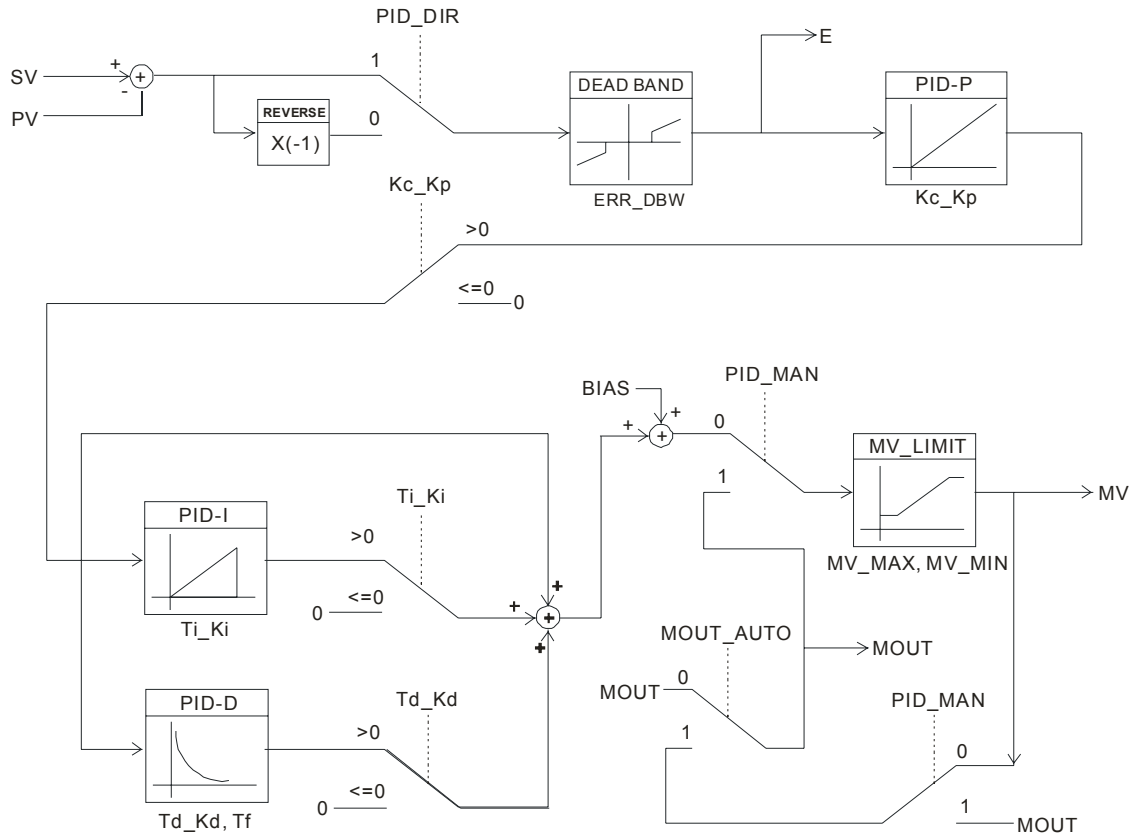 PID_DIR
E
SV
+
+
-
PV
1
REVERSE
X(-1)
0
DEAD BAND
ERR_DBW
PID-P
Kc_Kp
Kc_Kp
>0
<=0
0
BIAS
+
+
+
PID_MAN
0
1
MV_LIMIT
MV
MV_MAX, MV_MIN
PID-I
Ti_Ki
Ti_Ki
>0
<=0
0
+
+
+
+
MOUT_AUTO
MOUT
0
MOUT
1
PID_MAN
0
1
MOUT
PID-D
Td_Kd, Tf
Td_Kd
>0
<=0
0